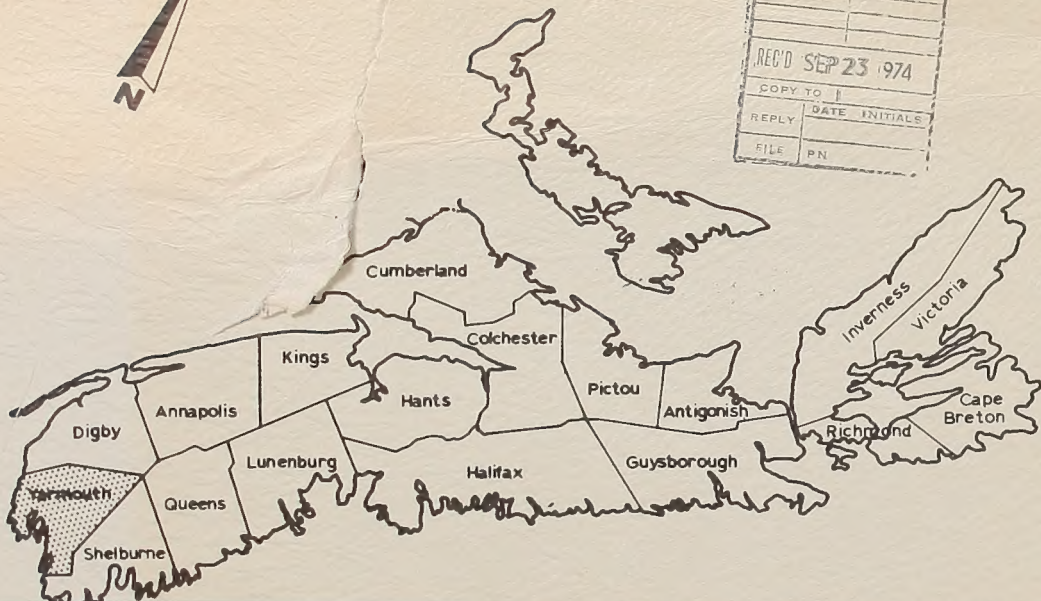 N
REC'D SEP 23 1974
COPY TO
REPLY DATE INITIALS
FILE PN
Cumberland
Colchester
Kings
Hants
Annapolis
Digby
Yarmouth
Shelburne
Queens
Lunenburg
Halifax
Pictou
Antigonish
Guysborough
Inverness
Victoria
Richmond
Cape
Breton